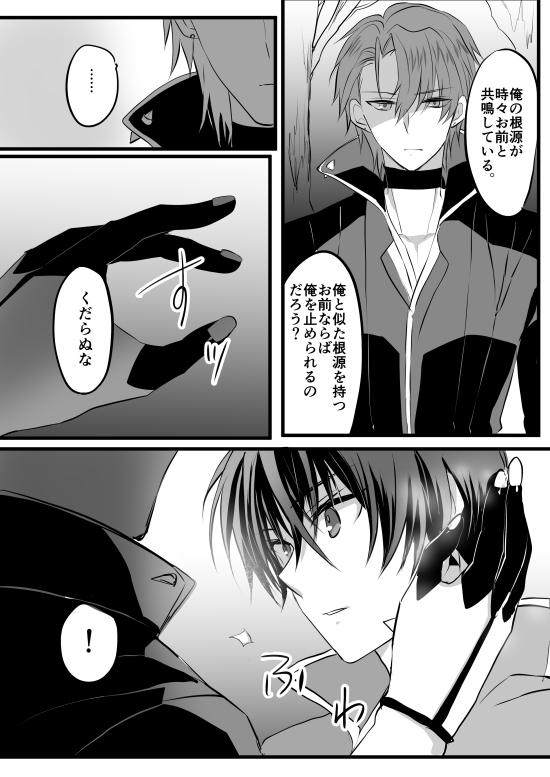 俺の根源が
時々お前と
共鳴している。
俺と似た根源を持つ
お前ならば
俺を止められるの
だろう？
……
くだらぬな
すッ
！
ふわ